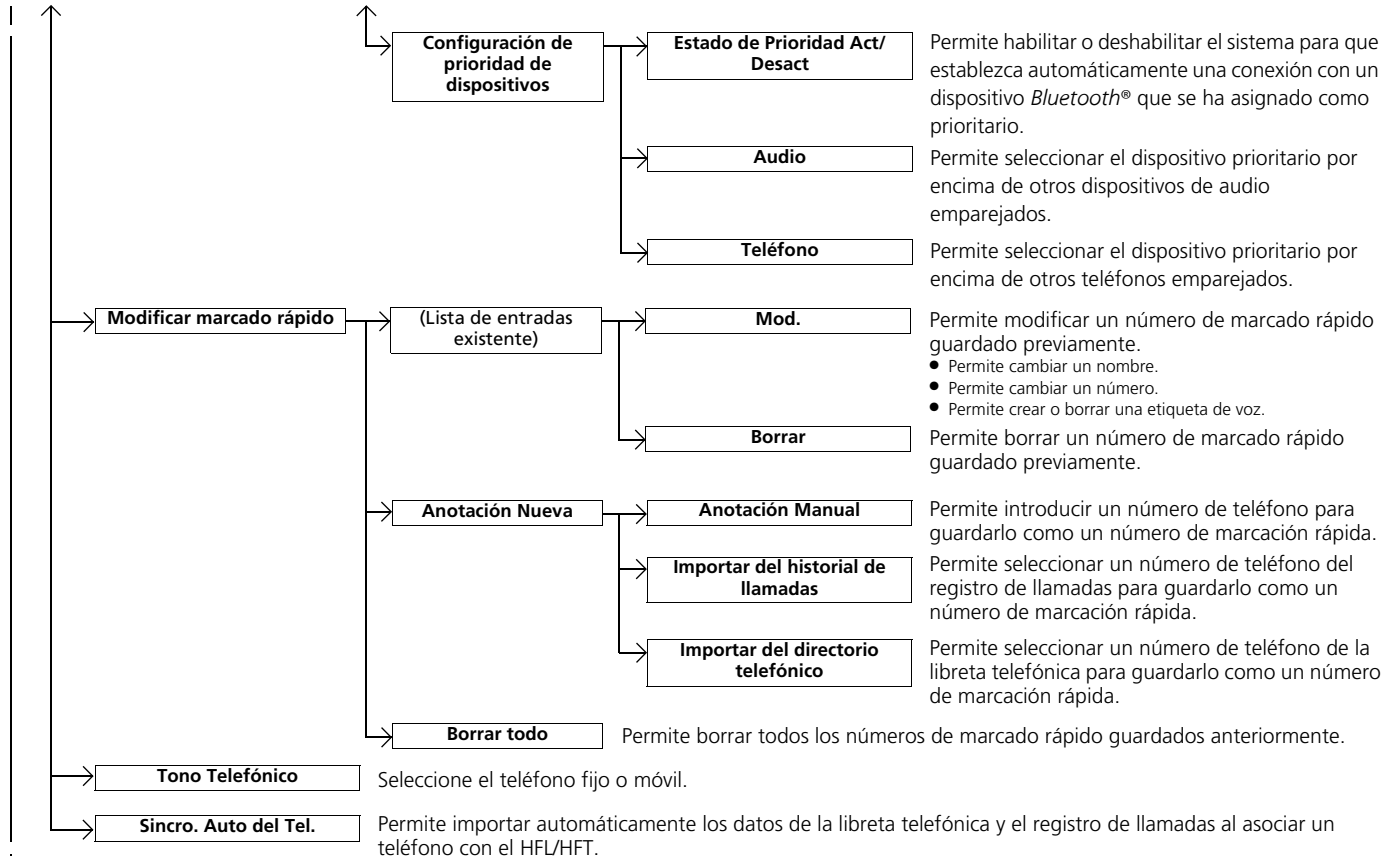 Configuración de
prioridad de
dispositivos
Estado de Prioridad Act/
Desact
Permite habilitar o deshabilitar el sistema para que
establezca automáticamente una conexión con un
dispositivo Bluetooth® que se ha asignado como
prioritario.
Audio
Permite seleccionar el dispositivo prioritario por
encima de otros dispositivos de audio
emparejados.
Teléfono
Permite seleccionar el dispositivo prioritario por
encima de otros teléfonos emparejados.
Modificar marcado rápido
(Lista de entradas
existente)
Mod.
Permite modificar un número de marcado rápido
guardado previamente.
● Permite cambiar un nombre.
● Permite cambiar un número.
● Permite crear o borrar una etiqueta de voz.
Borrar
Permite borrar un número de marcado rápido
guardado previamente.
Anotación Nueva
Anotación Manual
Permite introducir un número de teléfono para
guardarlo como un número de marcación rápida.
Importar del historial de
llamadas
Permite seleccionar un número de teléfono del
registro de llamadas para guardarlo como un
número de marcación rápida.
Importar del directorio
telefónico
Permite seleccionar un número de teléfono de la
libreta telefónica para guardarlo como un número
de marcación rápida.
Borrar todo
Permite borrar todos los números de marcado rápido guardados anteriormente.
Tono Telefónico
Seleccione el teléfono fijo o móvil.
Sincro. Auto del Tel.
Permite importar automáticamente los datos de la libreta telefónica y el registro de llamadas al asociar un
teléfono con el HFL/HFT.